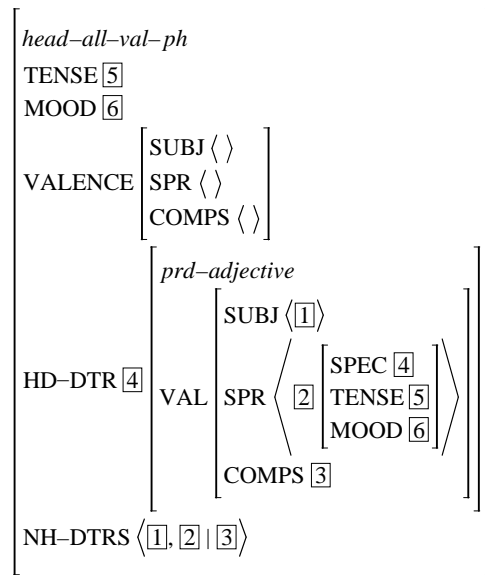 head–all–val–ph
TENSE 5
MOOD 6
VALENCE
SUBJ ⟨ ⟩
SPR ⟨ ⟩
COMPS ⟨ ⟩
HD–DTR 4
prd–adjective
VAL
SUBJ ⟨1⟩
SPR ⟨ 2
SPEC 4
TENSE 5
MOOD 6
⟩
COMPS 3
NH–DTRS ⟨1, 2 | 3⟩